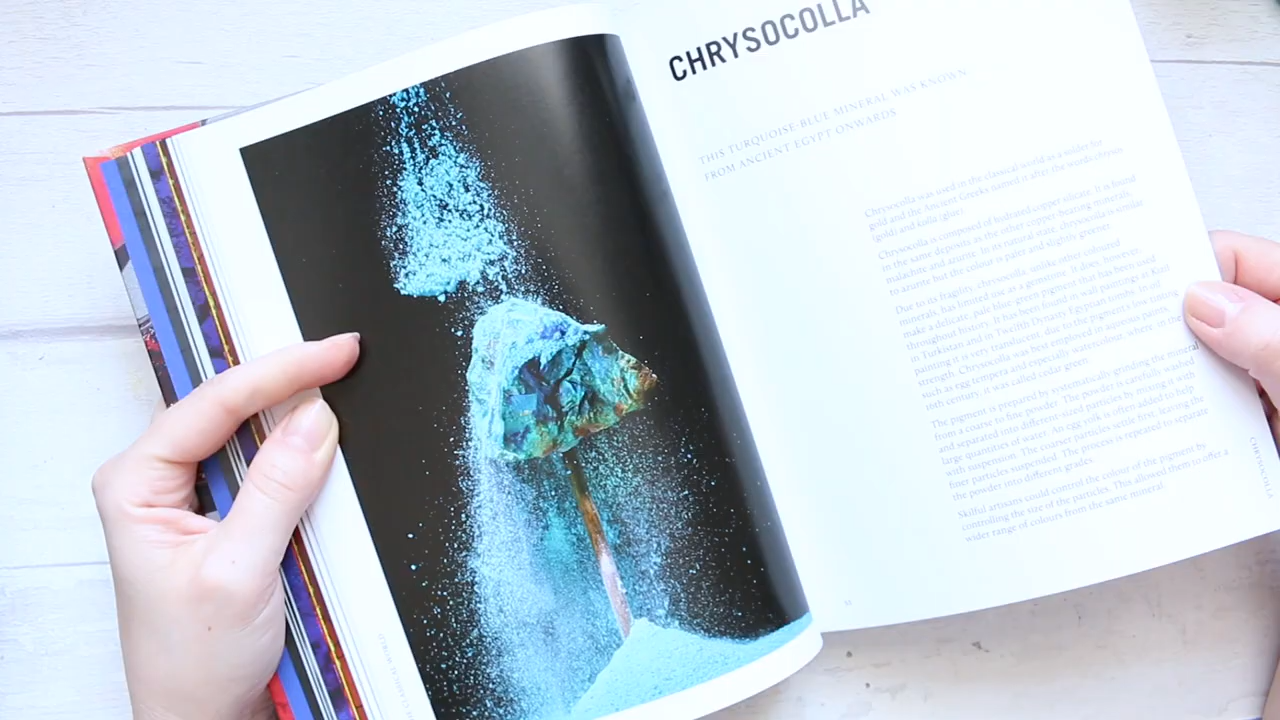 CHRYSOCOLLA
THIS TURQUOISE-BLUE MINERAL WAS KNOWN
FROM ANCIENT EGYPT ONWARDS
Chrysocolla was used in the classical world as a solder for
gold and the Ancient Greeks named it after the words chrysos
(gold) and kolla (glue).
Chrysocolla is composed of hydrated copper silicate. It is found
in the same deposits as the other copper-bearing minerals,
malachite and azurite. In its natural state, chrysocolla is similar
to azurite but the colour is paler and slightly greener.
Due to its fragility, chrysocolla, unlike other coloured
minerals, has limited use as a gemstone. It does, however,
make a delicate, pale blue-green pigment that has been used
throughout history. It has been found in wall paintings at Kizil
in Turkistan and in Twelfth Dynasty Egyptian tombs. In oil
painting it is very translucent due to the pigment's low tinting
strength. Chrysocolla was best employed in aqueous paints,
such as egg tempera and especially watercolour, where, in the
16th century, it was called cedar green.
The pigment is prepared by systematically grinding the mineral
from a coarse to fine powder. The powder is carefully washed
and separated into different-sized particles by mixing it with
large quantities of water. An egg yolk is often added to help
with suspension. The coarser particles settle first, leaving the
finer particles suspended. The process is repeated to separate
the powder into different grades.
Skilful artisans could control the colour of the pigment by
controlling the size of the particles. This allowed them to offer a
wider range of colours from the same mineral.
CHRYSOCOLLA
THE CLASSICAL WORLD